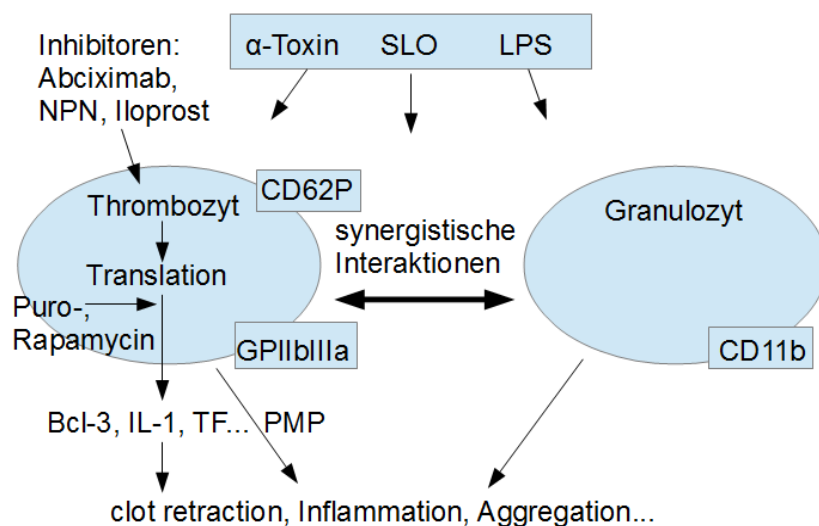 Inhibitoren:
Abciximab,
NPN, Iloprost
α-Toxin SLO LPS
CD62P
Thrombozyt
Translation
Puro-,
Rapamycin
GPIIbIIIa
synergistische
Interaktionen
Granulozyt
CD11b
Bcl-3, IL-1, TF... PMP
clot retraction, Inflammation, Aggregation...